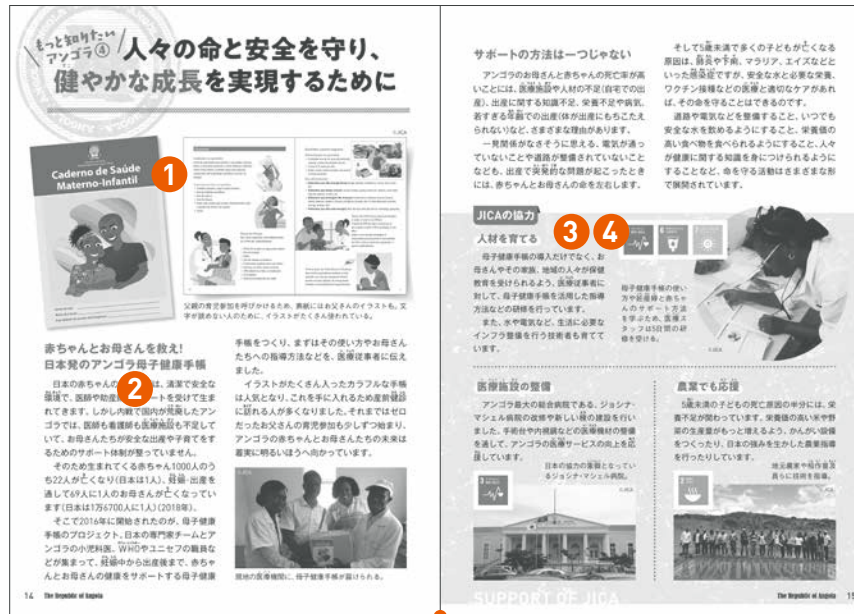 もっと知りたい
アンゴラ④
人々の命と安全を守り、
健やかな成長を実現するために
©JICA
Caderno de Saúde
Materno-Infantil
1
父親の育児参加を呼びかけるため、表紙にはお父さんのイラストも。文
字が読めない人のために、イラストがたくさん使われている。
赤ちゃんとお母さんを救え!
日本発のアンゴラ母子健康手帳
日本の赤ちゃんの
2
は、清潔で安全な
環境で、医師や助産
ートを受けて生ま
れてきます。しかし内戦で国内が荒廃したアン
ゴラでは、医師も看護師も医療施設も不足して
いて、お母さんたちが安全な出産や子育てをす
るためのサポート体制が整っていません。
そのため生まれてくる赤ちゃん1000人のう
ち22人が亡くなり(日本は1人)、妊娠・出産を
通して69人に1人のお母さんが亡くなってい
ます(日本は1万6700人に1人)(2018年)。
そこで2016年に開始されたのが、母子健康
手帳のプロジェクト。日本の専門家チームとア
ンゴラの小児科医、WHOやユニセフの職員な
どが集まって、妊娠中から出産後まで、赤ちゃ
んとお母さんの健康をサポートする母子健康
手帳をつくり、まずはその使い方やお母さん
たちへの指導方法などを、医療従事者に伝え
ました。
イラストがたくさん入ったカラフルな手帳
は人気となり、これを手に入れるため産前健診
に訪れる人が多くなりました。それまではゼロ
だったお父さんの育児参加も少しずつ始まり、
アンゴラの赤ちゃんとお母さんたちの未来は
着実に明るいほうへ向かっています。
現地の医療機関に、母子健康手帳が届けられる。
14 The Republic of Angola
サポートの方法は一つじゃない
アンゴラのお母さんと赤ちゃんの死亡率が高
いことには、医療施設や人材の不足(自宅での出
産)、出産に関する知識不足、栄養不足や病気、
若すぎる年齢での出産(体が出産にもちこたえ
られない)など、さまざまな理由があります。
一見関係がなさそうに思える、電気が通っ
ていないことや道路が整備されていないこと
なども、出産で突発的な問題が起こったとき
には、赤ちゃんとお母さんの命を左右します。
そして5歳未満で多くの子どもが亡くなる
原因は、肺炎や下痢、マラリア、エイズなどと
いった感染症ですが、安全な水と必要な栄養、
ワクチン接種などの医療と適切なケアがあれ
ば、その命を守ることはできるのです。
道路や電気などを整備すること、いつでも
安全な水を飲めるようにすること、栄養価の
高い食べ物を食べられるようにすること、人々
が健康に関する知識を身につけられるようにす
ることなど、命を守る活動はさまざまな形
で展開されています。
JICAの協力
人材を育てる
3
4
母子健康手帳の導入だけでなく、お
母さんやその家族、地域の人々が保健
教育を受けられるよう、医療従事者に
対して、母子健康手帳を活用した指導
方法などの研修を行っています。
また、水や電気など、生活に必要な
インフラ整備を行う技術者も育てて
います。
母子健康手帳の使い
方や妊産婦と赤ちゃ
んのサポート方法
を学ぶため、医療ス
タッフは5日間の研
修を受ける。
医療施設の整備
アンゴラ最大の総合病院である、ジョシナ・
マシェル病院の改修や新しい棟の建設を行い
ました。手術台や内視鏡などの医療機材の整備
を通して、アンゴラの医療サービスの向上を応
援しています。
日本の協力の象徴となってい
るジョシナ・マシェル病院。
農業でも応援
5歳未満の子どもの死亡原因の半分には、栄
養不足が関わっています。栄養価の高い米や野
菜の生産量がもっと増えるよう、かんがい設備
をつくったり、日本の強みを生かした農業指導
を行ったりしています。
地元農家や稲作普及
員らに技術を指導。
SUPPORT OF JICA
The Republic of Angola 15